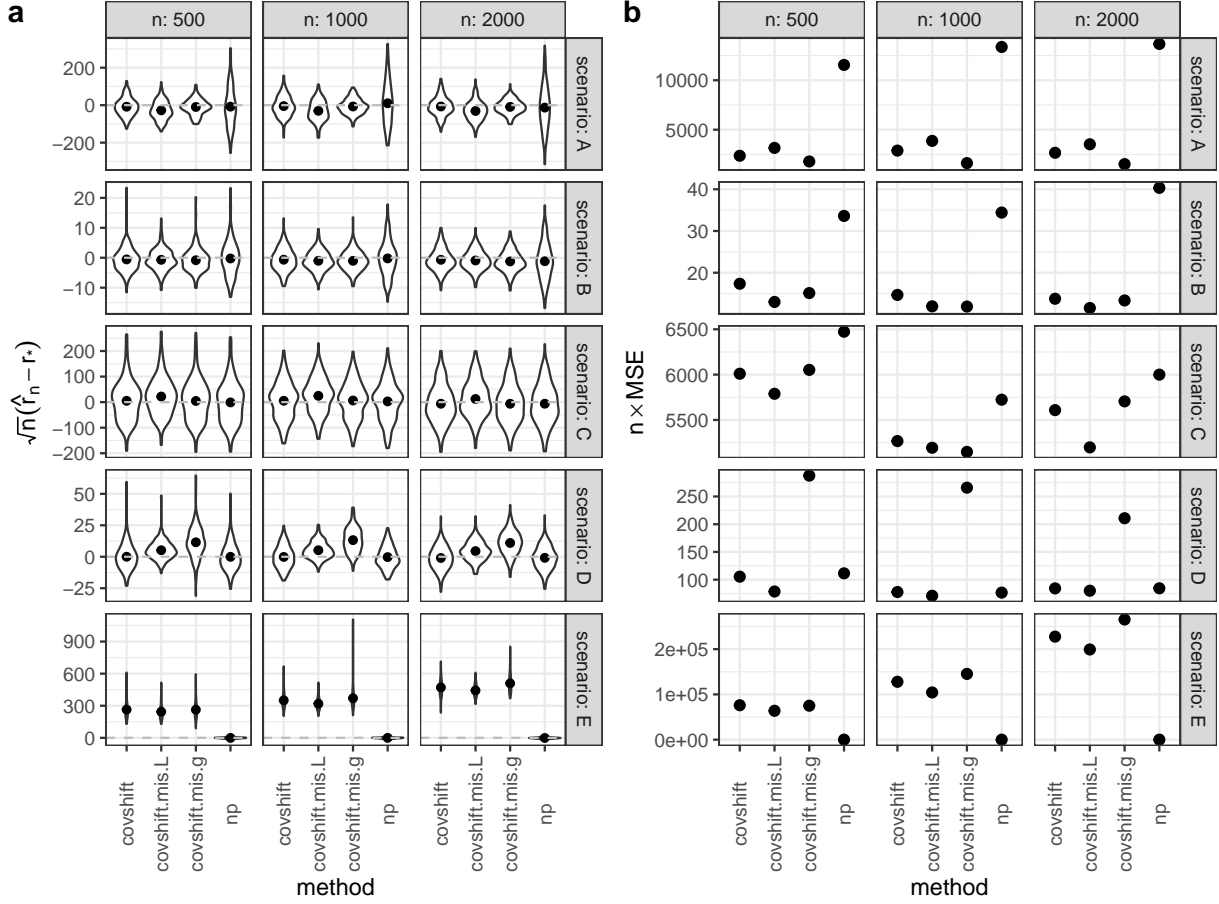 a
n: 500
n: 1000
n: 2000
200
0
−200
scenario: A
20
10
0
−10
scenario: B
200
100
0
−100
−200
scenario: C
50
25
0
−25
scenario: D
900
600
300
0
scenario: E
√n(r̂n − r*)
covshift
covshift.mis.L
covshift.mis.g
np
covshift
covshift.mis.L
covshift.mis.g
np
covshift
covshift.mis.L
covshift.mis.g
np
method
b
n: 500
n: 1000
n: 2000
10000
5000
scenario: A
40
30
20
scenario: B
6500
6000
5500
scenario: C
250
200
150
100
scenario: D
2e+05
1e+05
0e+00
scenario: E
n × MSE
covshift
covshift.mis.L
covshift.mis.g
np
covshift
covshift.mis.L
covshift.mis.g
np
covshift
covshift.mis.L
covshift.mis.g
np
method